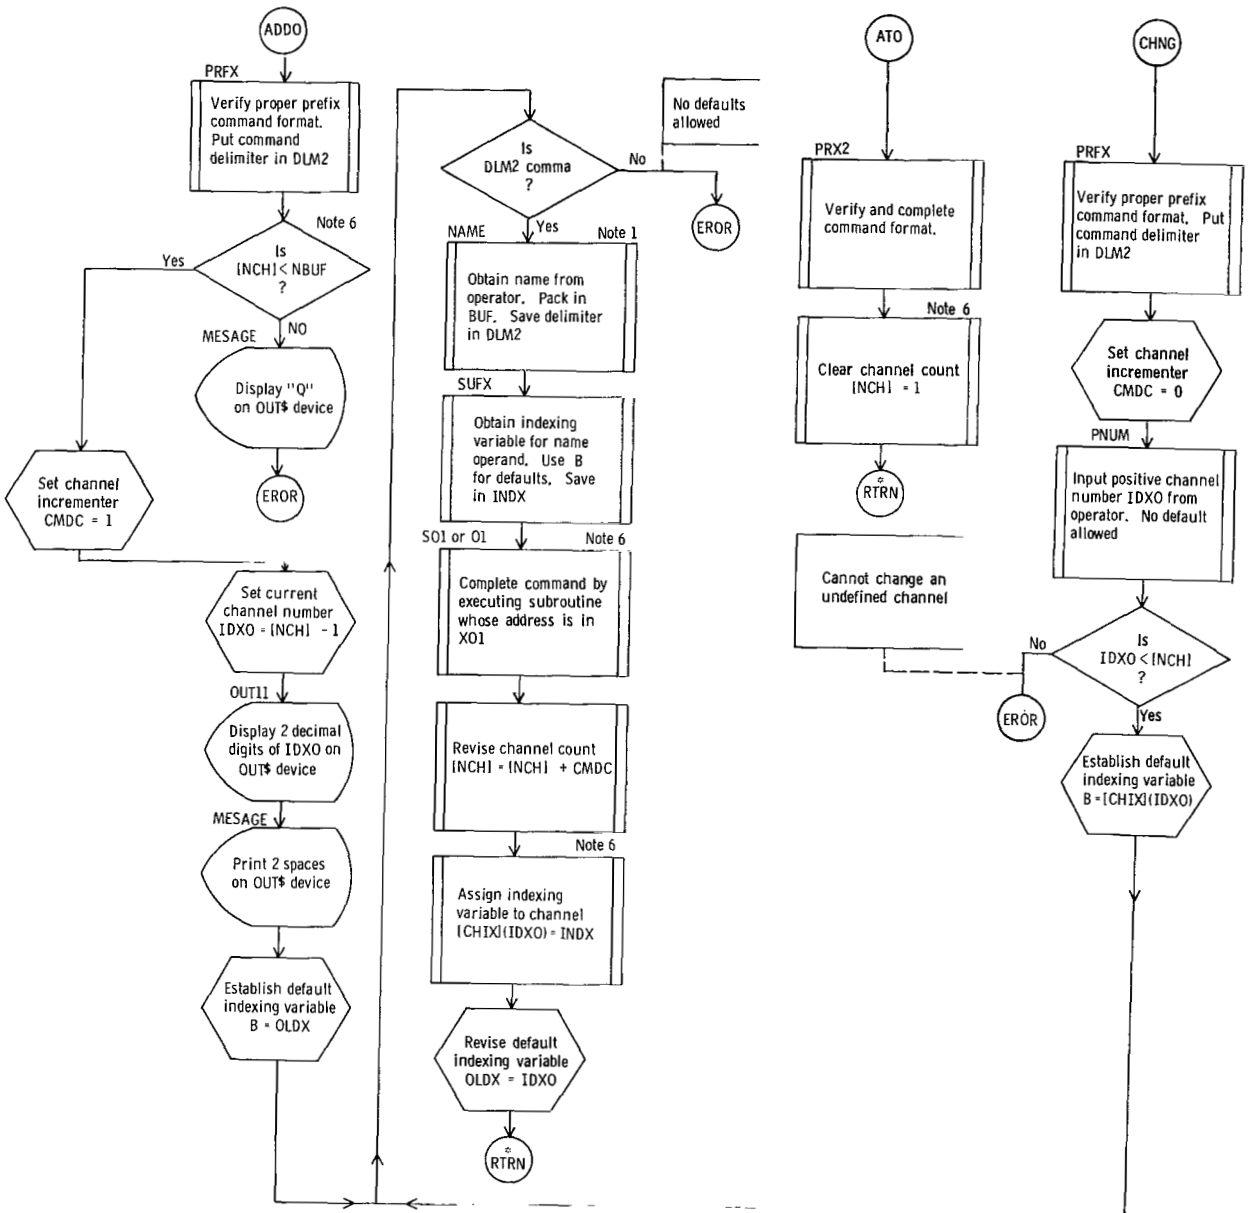 ADDO
PRFX
Verify proper prefix
command format.
Put command
delimiter in DLM2
Note 6
Is
[NCH] < NBUF
?
Yes
NO
MESAGE
Display "Q"
on OUT$ device
EROR
Set channel
incrementer
CMDC = 1
Set current
channel number
IDXO = [NCH] - 1
OUT11
Display 2 decimal
digits of IDXO on
OUT$ device
MESAGE
Print 2 spaces
on OUT$ device
Establish default
indexing variable
B = OLDX
Is
DLM2 comma
?
No
No defaults
allowed
EROR
Yes
NAME
Note 1
Obtain name from
operator. Pack in
BUF. Save delimiter
in DLM2
SUFX
Obtain indexing
variable for name
operand. Use B
for defaults. Save
in INDX
SO1 or O1
Note 6
Complete command by
executing subroutine
whose address is in
XO1
Revise channel count
[NCH] = [NCH] + CMDC
Note 6
Assign indexing
variable to channel
[CHIX](IDXO) = INDX
Revise default
indexing variable
OLDX = IDXO
*
RTRN
ATO
PRX2
Verify and complete
command format.
Note 6
Clear channel count
[NCH] = 1
*
RTRN
Cannot change an
undefined channel
CHNG
PRFX
Verify proper prefix
command format. Put
command delimiter
in DLM2
Set channel
incrementer
CMDC = 0
PNUM
Input positive channel
number IDXO from
operator. No default
allowed
Is
IDXO < [NCH]
?
No
EROR
Yes
Establish default
indexing variable
B = [CHIX](IDXO)